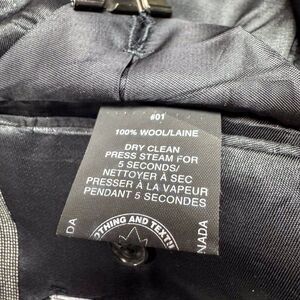 #01
100% WOOL/LAINE
DRY CLEAN
PRESS STEAM FOR
5 SECONDS/
NETTOYER À SEC
PRESSER À LA VAPEUR
PENDANT 5 SECONDES
AND